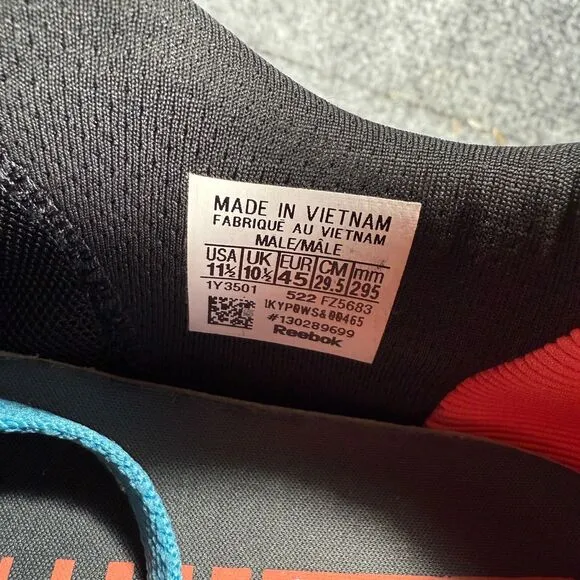 MADE IN VIETNAM
FABRIQUÉ AU VIETNAM
MALE/MÂLE
USA UK EUR CM mm
11½ 10½ 45 29.5 295
1Y3501 522 FZ5683
IKYP0WS&00465
#130289699
Reebok